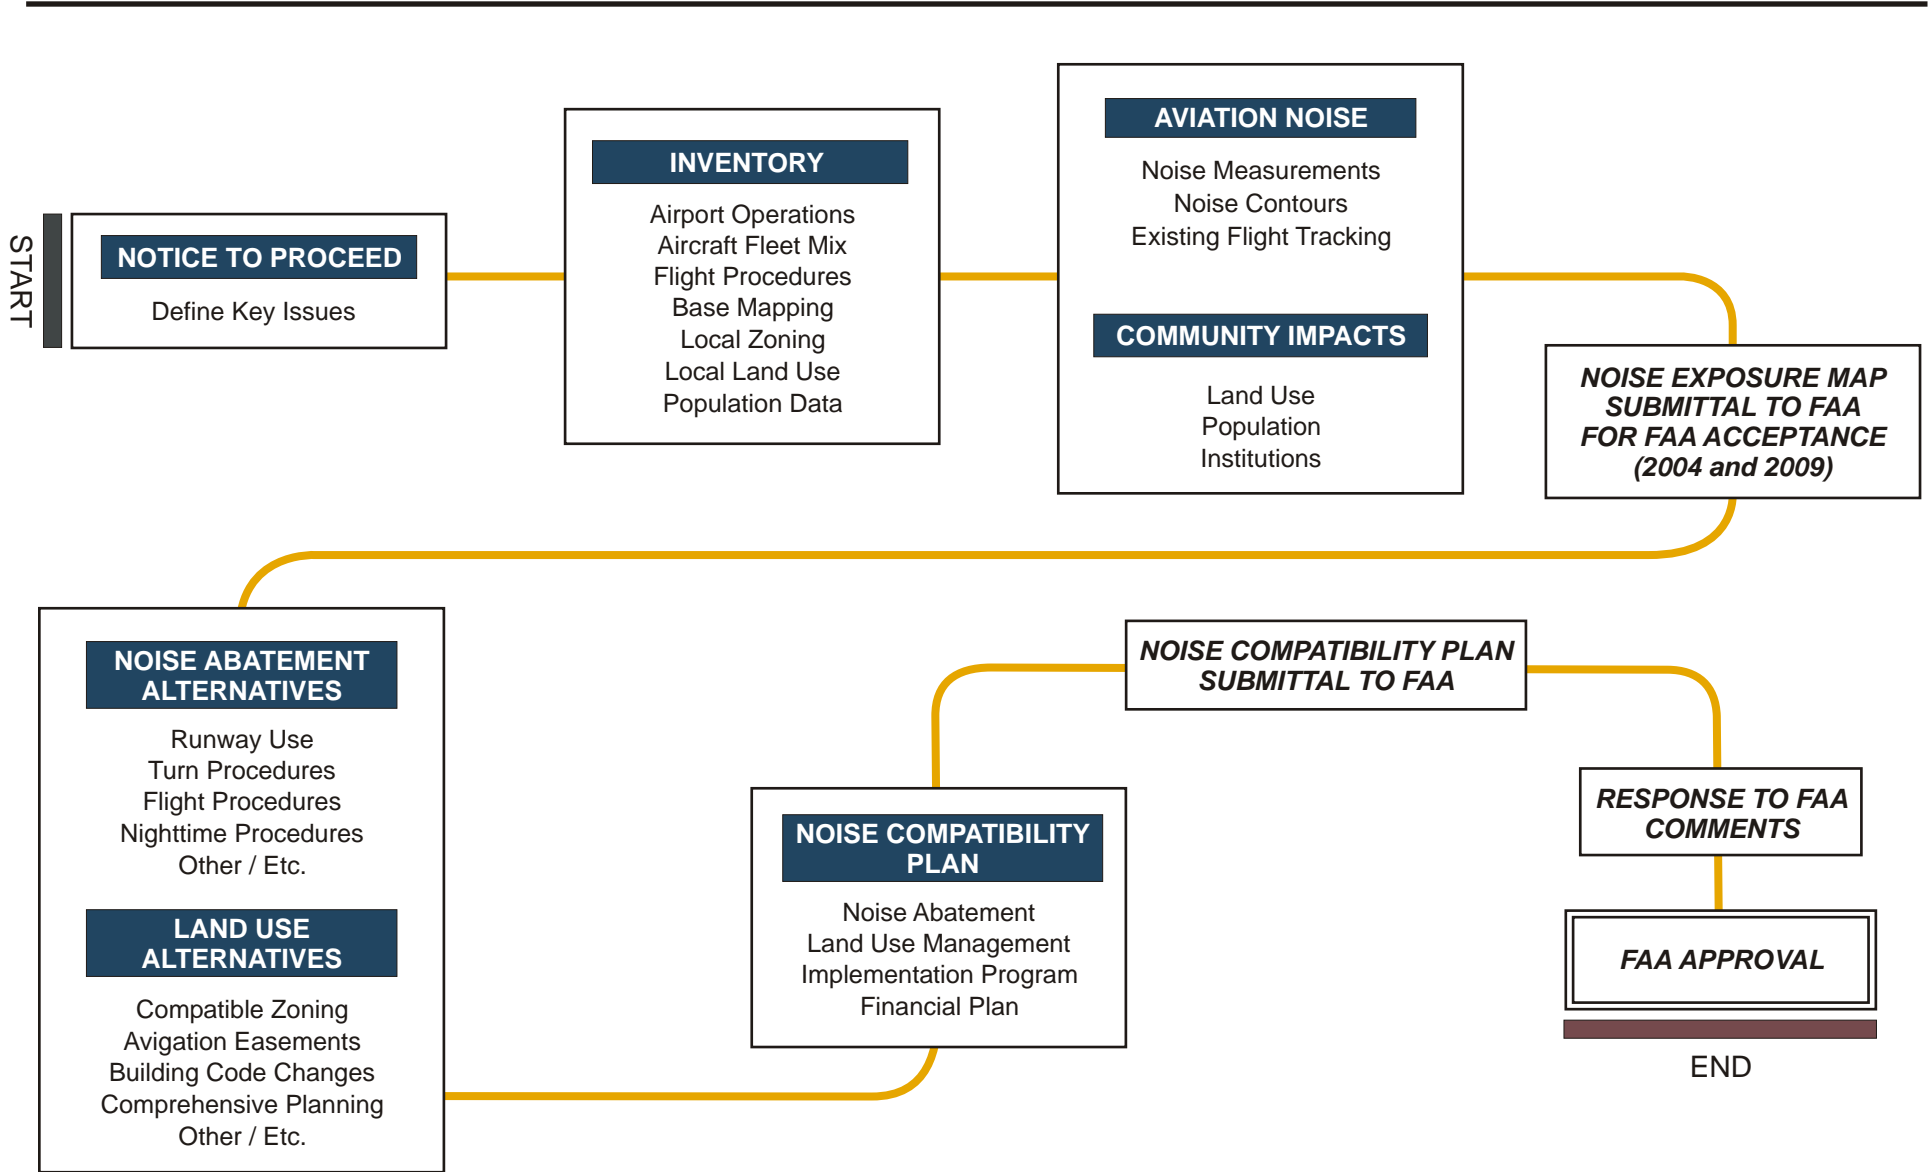 START
NOTICE TO PROCEED
Define Key Issues
INVENTORY
Airport Operations
Aircraft Fleet Mix
Flight Procedures
Base Mapping
Local Zoning
Local Land Use
Population Data
AVIATION NOISE
Noise Measurements
Noise Contours
Existing Flight Tracking
COMMUNITY IMPACTS
Land Use
Population
Institutions
NOISE EXPOSURE MAP
SUBMITTAL TO FAA
FOR FAA ACCEPTANCE
(2004 and 2009)
NOISE ABATEMENT
ALTERNATIVES
Runway Use
Turn Procedures
Flight Procedures
Nighttime Procedures
Other / Etc.
LAND USE
ALTERNATIVES
Compatible Zoning
Avigation Easements
Building Code Changes
Comprehensive Planning
Other / Etc.
NOISE COMPATIBILITY
PLAN
Noise Abatement
Land Use Management
Implementation Program
Financial Plan
NOISE COMPATIBILITY PLAN
SUBMITTAL TO FAA
RESPONSE TO FAA
COMMENTS
FAA APPROVAL
END